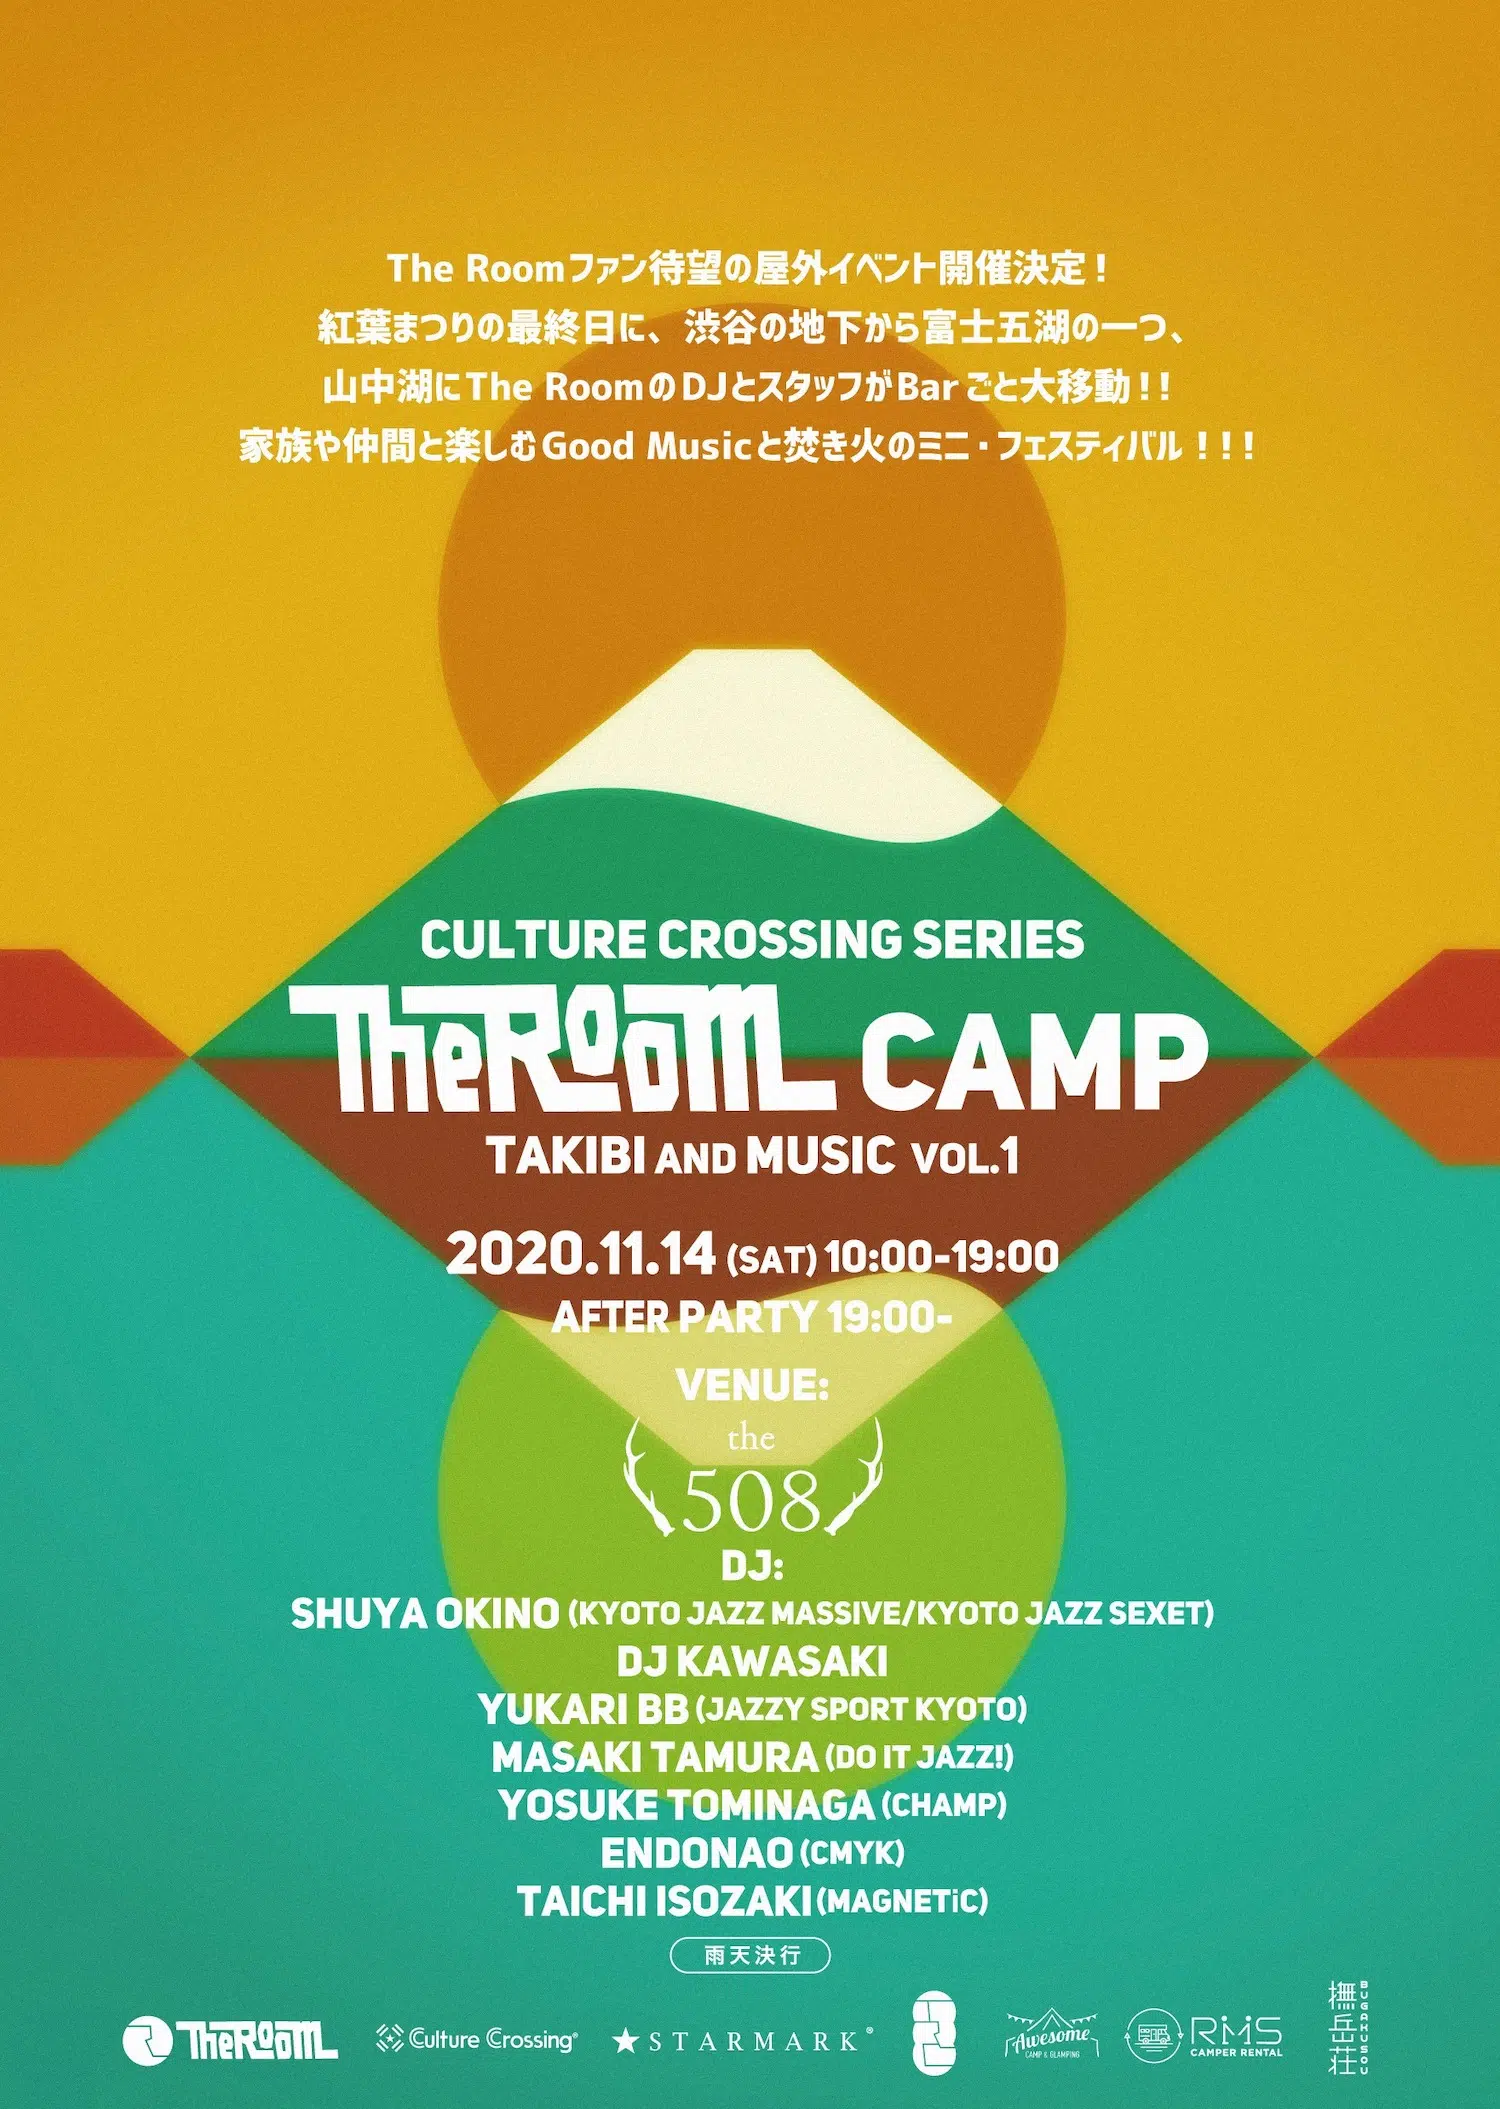 The Roomファン待望の屋外イベント開催決定！
紅葉まつりの最終日に、渋谷の地下から富士五湖の一つ、
山中湖にThe RoomのDJとスタッフがBarごと大移動！！
家族や仲間と楽しむGood Musicと焚き火のミニ・フェスティバル！！！
CULTURE CROSSING SERIES
TheRooM CAMP
TAKIBI AND MUSIC VOL.1
2020.11.14 (SAT) 10:00-19:00
AFTER PARTY 19:00-
VENUE:
the
508
DJ:
SHUYA OKINO (KYOTO JAZZ MASSIVE/KYOTO JAZZ SEXET)
DJ KAWASAKI
YUKARI BB (JAZZY SPORT KYOTO)
MASAKI TAMURA (DO IT JAZZ!)
YOSUKE TOMINAGA (CHAMP)
ENDONAO (CMYK)
TAICHI ISOZAKI (MAGNETiC)
雨天決行
TheRooM
Culture Crossing®
STARMARK®
Awesome
CAMP & GLAMPING
RMS
CAMPER RENTAL
撫岳荘
BUGAKUSOU